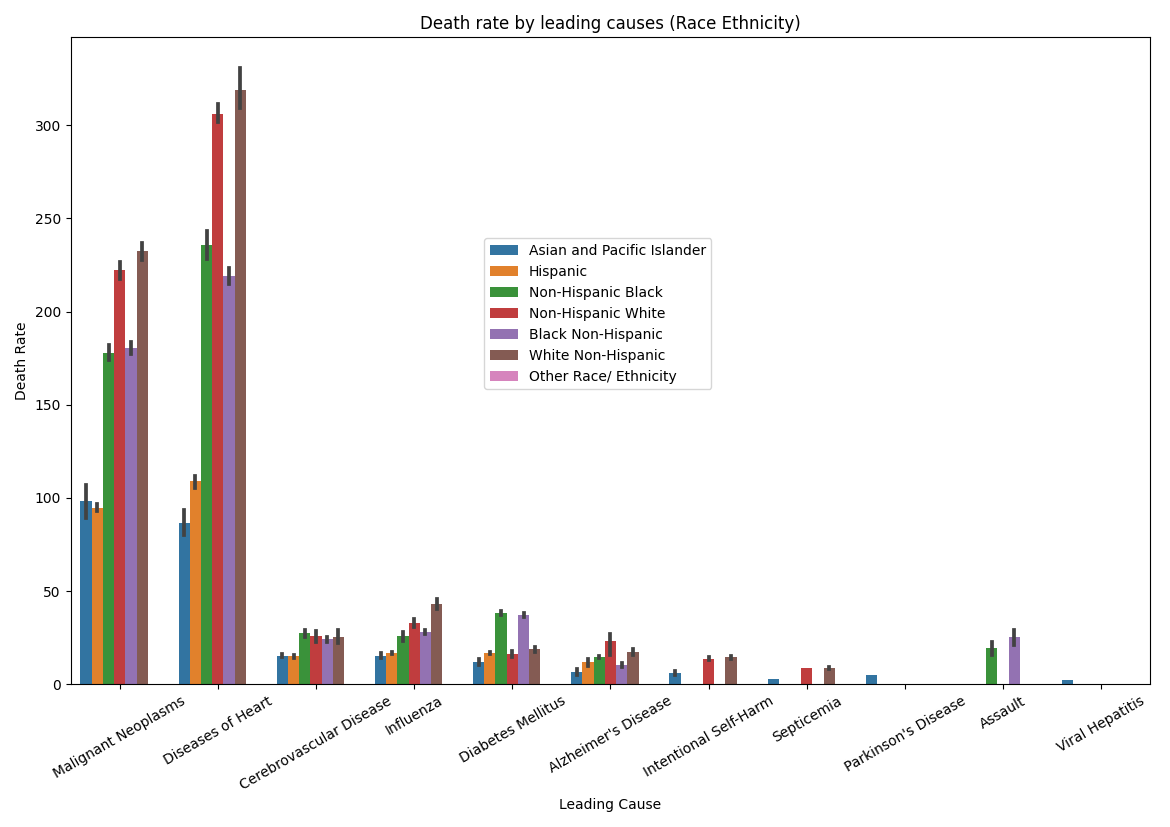 Death rate by leading causes (Race Ethnicity)
Death Rate
300
250
200
150
100
50
0
Asian and Pacific Islander
Hispanic
Non-Hispanic Black
Non-Hispanic White
Black Non-Hispanic
White Non-Hispanic
Other Race/ Ethnicity
Malignant Neoplasms
Diseases of Heart
Cerebrovascular Disease
Influenza
Diabetes Mellitus
Alzheimer's Disease
Intentional Self-Harm
Septicemia
Parkinson's Disease
Assault
Viral Hepatitis
Leading Cause